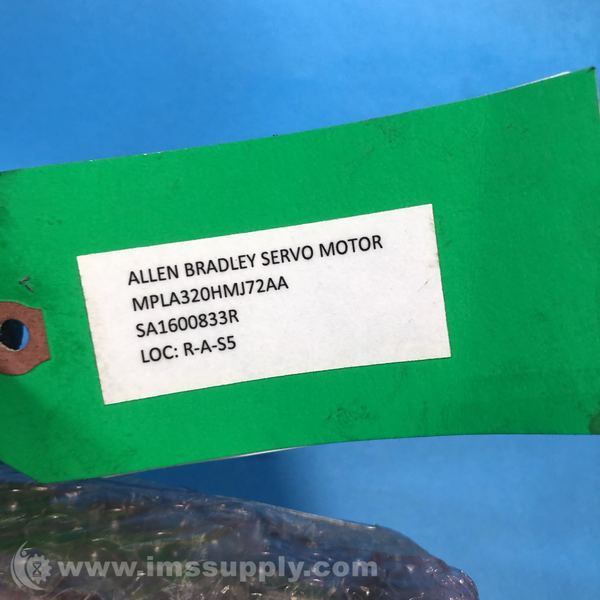 ALLEN BRADLEY SERVO MOTOR
MPLA320HMJ72AA
SA1600833R
LOC: R-A-S5
www.imssupply.com